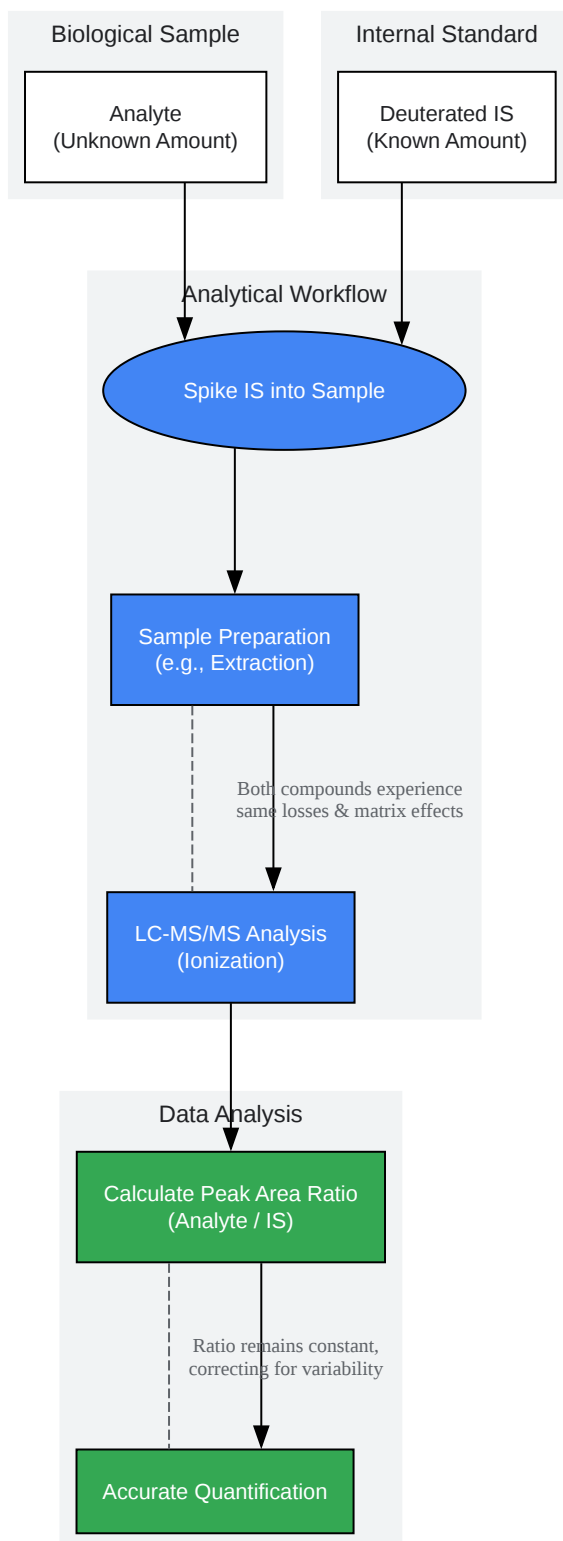 Biological Sample
Internal Standard
Analyte
(Unknown Amount)
Deuterated IS
(Known Amount)
Analytical Workflow
Spike IS into Sample
Sample Preparation
(e.g., Extraction)
Both compounds experience
same losses & matrix effects
LC-MS/MS Analysis
(Ionization)
Data Analysis
Calculate Peak Area Ratio
(Analyte / IS)
Ratio remains constant,
correcting for variability
Accurate Quantification